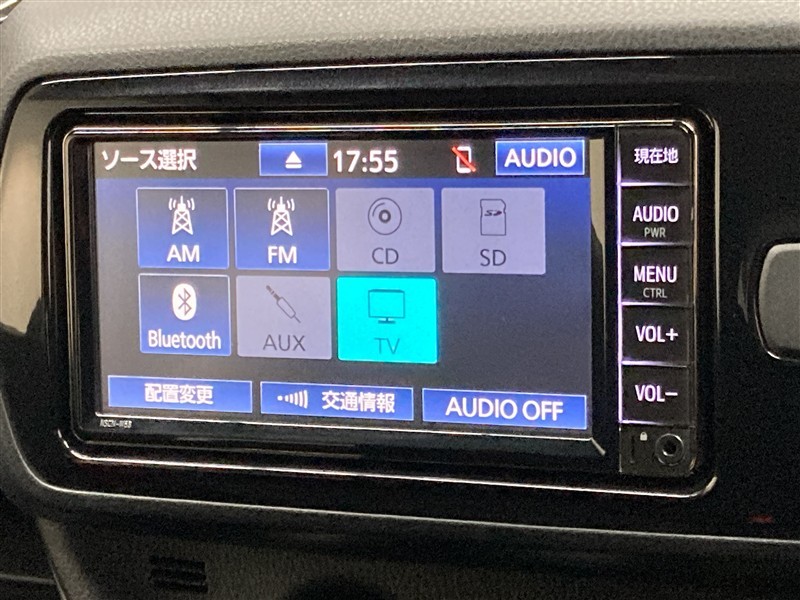 ソース選択
17:55
AUDIO
AM
FM
CD
SD
SD
Bluetooth
AUX
TV
配置変更
交通情報
AUDIO OFF
現在地
AUDIO
PWR
MENU
CTRL
VOL+
VOL-